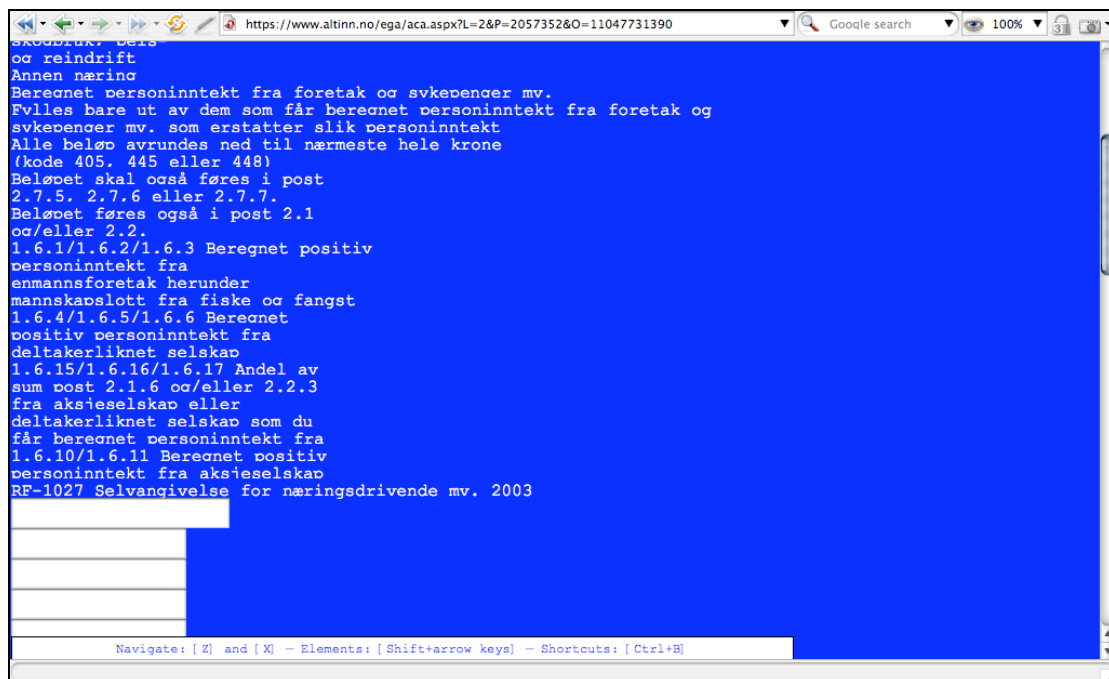 https://www.altinn.no/ega/aca.aspx?L=2&P=2057352&O=11047731390
Google search
100%
31
skogbruk, pels-
og reindrift
Annen næring
Beregnet personinntekt fra foretak og sykepenger mv.
Fylles bare ut av dem som får beregnet personinntekt fra foretak og
sykepenger mv. som erstatter slik personinntekt
Alle beløp avrundes ned til nærmeste hele krone
(kode 405, 445 eller 448)
Beløpet skal også føres i post
2.7.5, 2.7.6 eller 2.7.7.
Beløpet føres også i post 2.1
og/eller 2.2.
1.6.1/1.6.2/1.6.3 Beregnet positiv
personinntekt fra
enmannsforetak herunder
mannskapslott fra fiske og fangst
1.6.4/1.6.5/1.6.6 Beregnet
positiv personinntekt fra
deltakerliknet selskap
1.6.15/1.6.16/1.6.17 Andel av
sum post 2.1.6 og/eller 2.2.3
fra aksjeselskap eller
deltakerliknet selskap som du
får beregnet personinntekt fra
1.6.10/1.6.11 Beregnet positiv
personinntekt fra aksjeselskap
RF-1027 Selvangivelse for næringsdrivende mv. 2003
Navigate: [Z] and [X] — Elements: [Shift+arrow keys] — Shortcuts: [Ctrl+B]